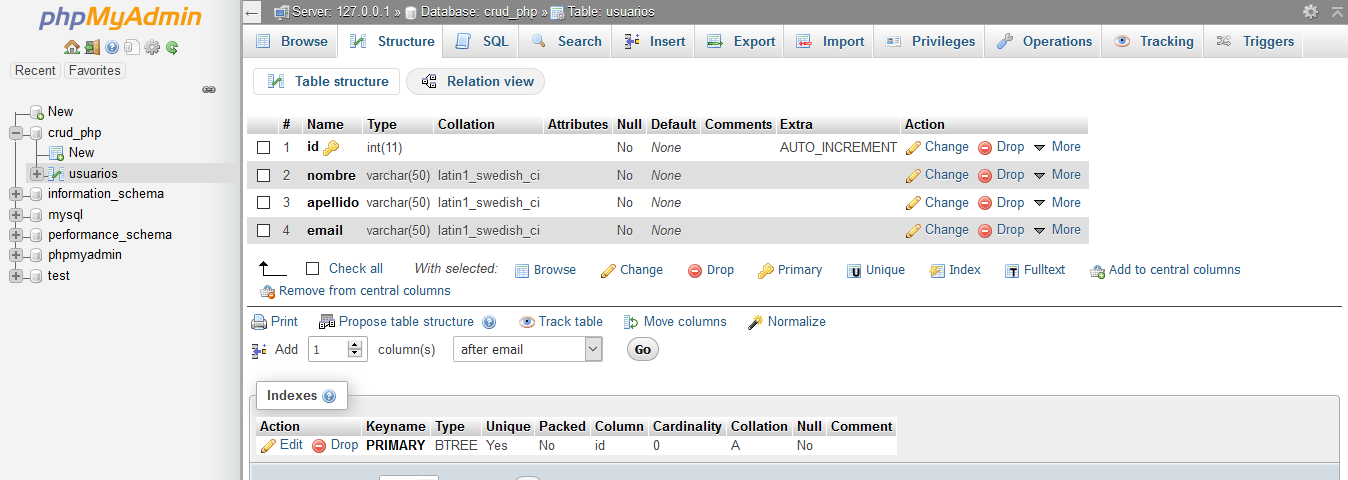 phpMyAdmin
Recent Favorites
New
crud_php
New
usuarios
information_schema
mysql
performance_schema
phpmyadmin
test
Server: 127.0.0.1 » Database: crud_php » Table: usuarios
Browse Structure SQL Search Insert Export Import Privileges Operations Tracking Triggers
Table structure Relation view
# Name Type Collation Attributes Null Default Comments Extra Action
1 id int(11) No None AUTO_INCREMENT Change Drop More
2 nombre varchar(50) latin1_swedish_ci No None Change Drop More
3 apellido varchar(50) latin1_swedish_ci No None Change Drop More
4 email varchar(50) latin1_swedish_ci No None Change Drop More
Check all With selected: Browse Change Drop Primary Unique Index Fulltext Add to central columns
Remove from central columns
Print Propose table structure Track table Move columns Normalize
Add 1 column(s) after email Go
Indexes
Action Keyname Type Unique Packed Column Cardinality Collation Null Comment
Edit Drop PRIMARY BTREE Yes No id 0 A No